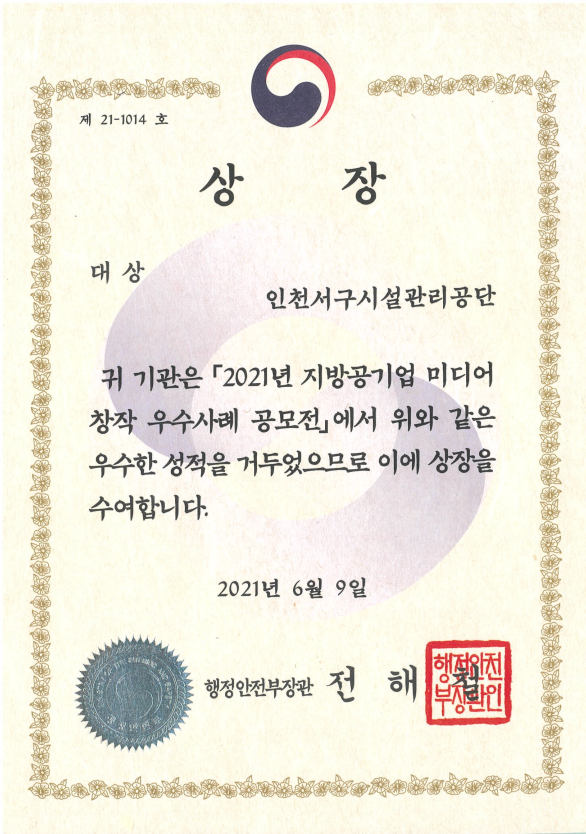 제 21-1014 호
상 장
대 상
인천서구시설관리공단
귀 기관은 「2021년 지방공기업 미디어
창작 우수사례 공모전」에서 위와 같은
우수한 성적을 거두었으므로 이에 상장을
수여합니다.
2021년 6월 9일
행정안전부장관 전 해 철
행정안전
부장관인